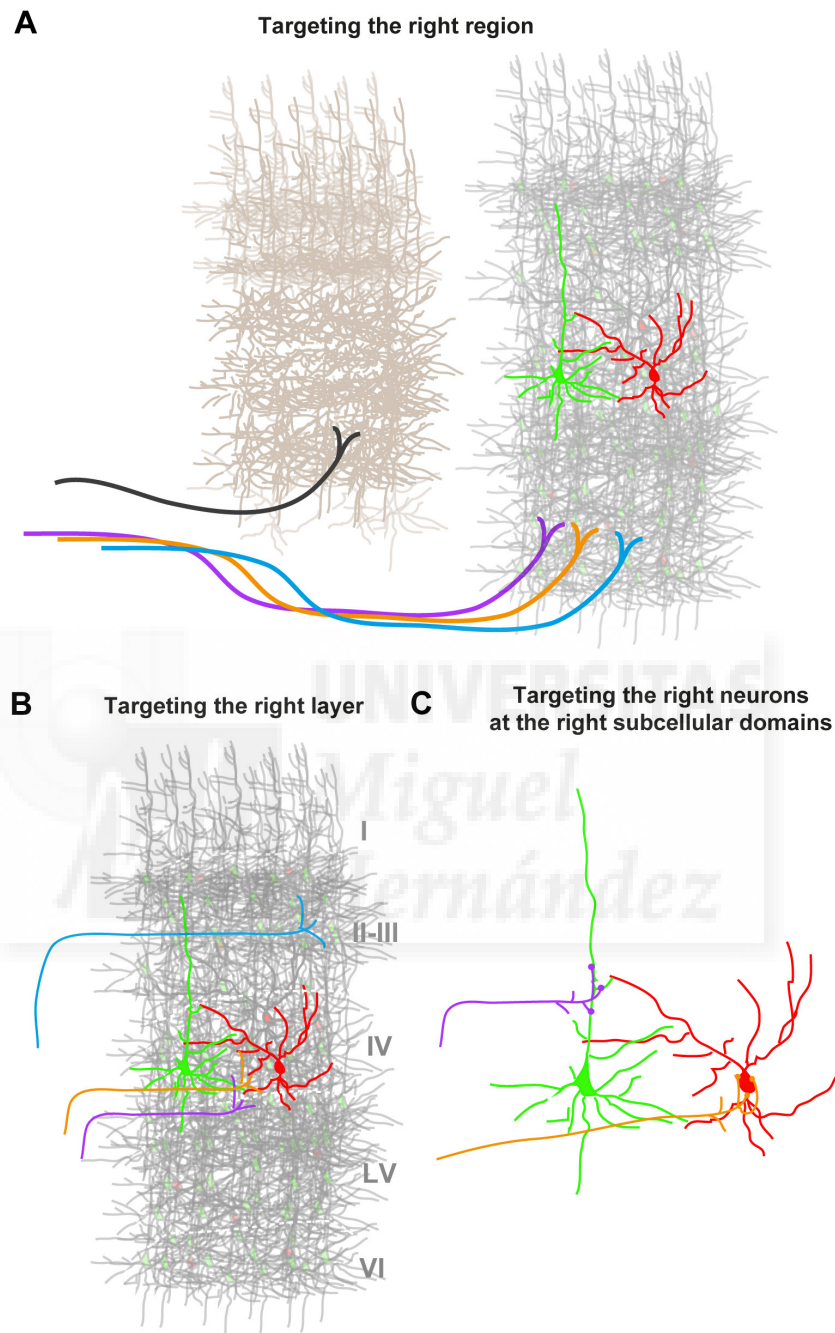 A
Targeting the right region
UNIVERSITAS
Miguel
Hernández
B
Targeting the right layer
I
II-III
IV
LV
VI
C
Targeting the right neurons
at the right subcellular domains